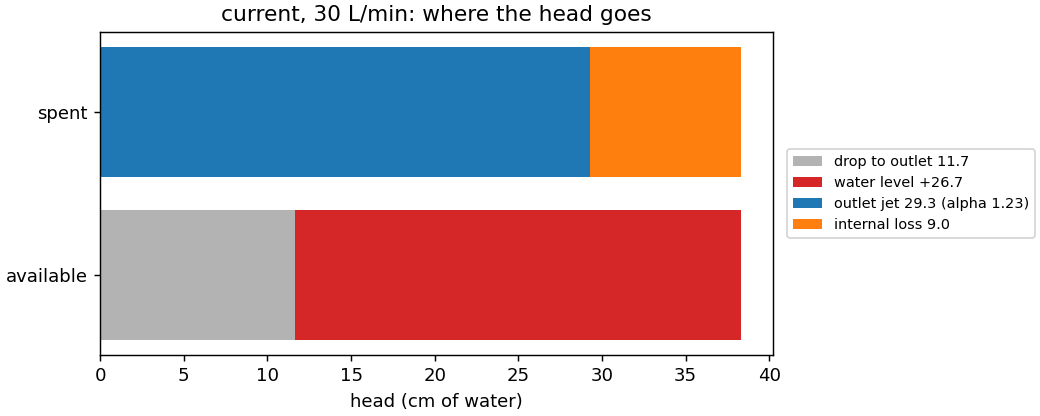 current, 30 L/min: where the head goes
spent
available
0 5 10 15 20 25 30 35 40
head (cm of water)
drop to outlet 11.7
water level +26.7
outlet jet 29.3 (alpha 1.23)
internal loss 9.0